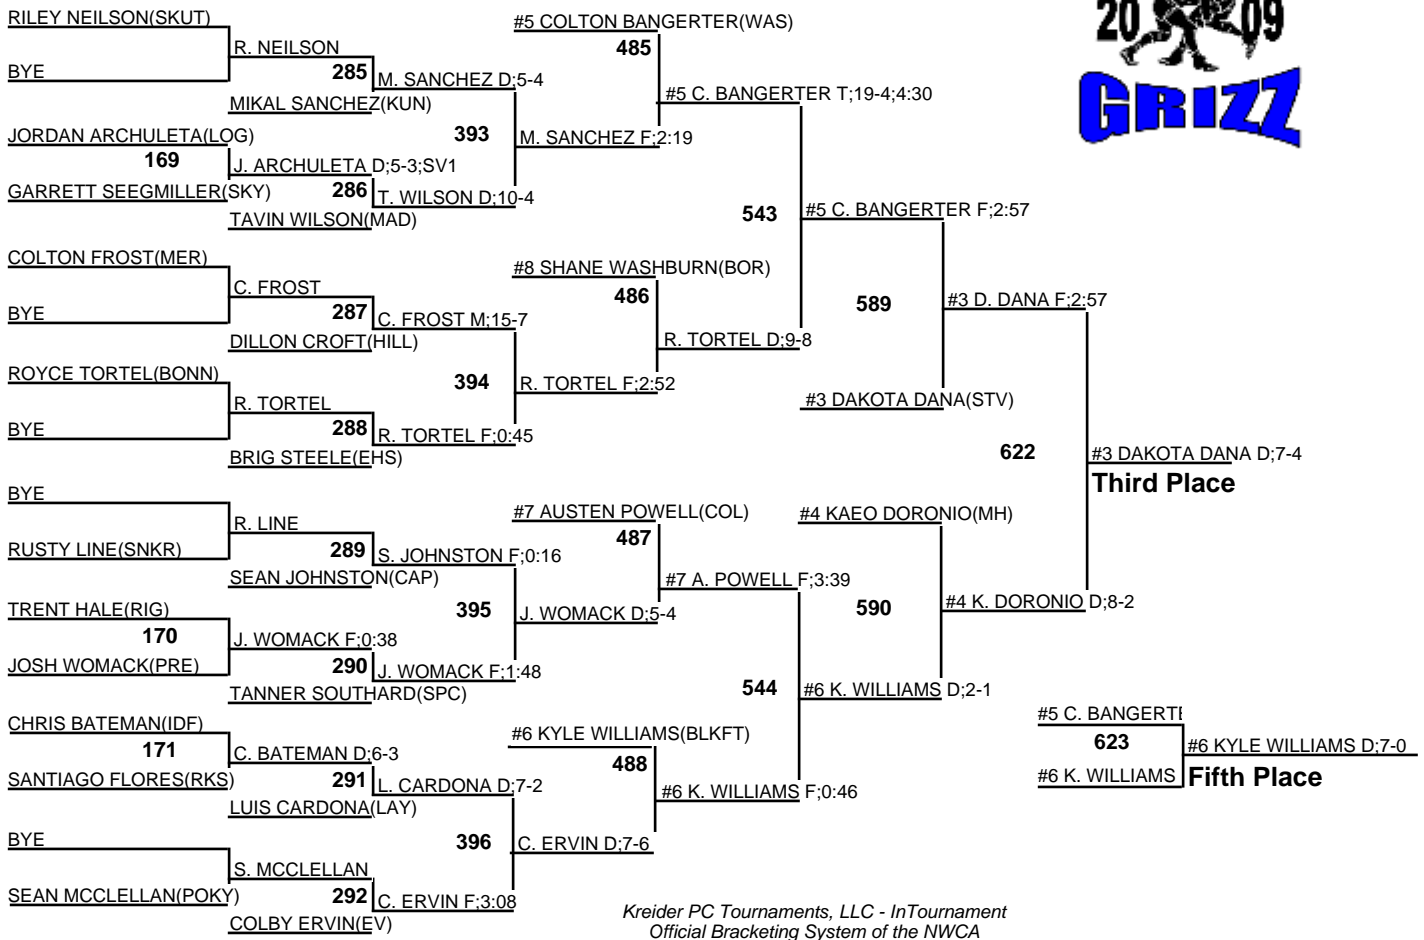 RILEY NEILSON(SKUT)
BYE
JORDAN ARCHULETA(LOG)
169
GARRETT SEEGMILLER(SKY)
COLTON FROST(MER)
BYE
ROYCE TORTEL(BONN)
BYE
BYE
RUSTY LINE(SNKR)
TRENT HALE(RIG)
170
JOSH WOMACK(PRE)
CHRIS BATEMAN(IDF)
171
SANTIAGO FLORES(RKS)
BYE
SEAN MCCLELLAN(POKY)
R. NEILSON
285
MIKAL SANCHEZ(KUN)
J. ARCHULETA D;5-3;SV1
286
TAVIN WILSON(MAD)
C. FROST
287
DILLON CROFT(HILL)
R. TORTEL
288
BRIG STEELE(EHS)
R. LINE
289
SEAN JOHNSTON(CAP)
J. WOMACK F;0:38
290
TANNER SOUTHARD(SPC)
C. BATEMAN D;6-3
291
LUIS CARDONA(LAY)
S. MCCLELLAN
292
COLBY ERVIN(EV)
M. SANCHEZ D;5-4
393
T. WILSON D;10-4
C. FROST M;15-7
394
R. TORTEL F;0:45
S. JOHNSTON F;0:16
395
J. WOMACK F;1:48
L. CARDONA D;7-2
396
C. ERVIN F;3:08
#5 COLTON BANGERTER(WAS)
485
M. SANCHEZ F;2:19
#8 SHANE WASHBURN(BOR)
486
R. TORTEL F;2:52
#7 AUSTEN POWELL(COL)
487
J. WOMACK D;5-4
#6 KYLE WILLIAMS(BLKFT)
488
C. ERVIN D;7-6
#5 C. BANGERTER T;19-4;4:30
543
R. TORTEL D;9-8
#7 A. POWELL F;3:39
544
#6 K. WILLIAMS F;0:46
#5 C. BANGERTER F;2:57
589
#3 DAKOTA DANA(STV)
#4 KAEO DORONIO(MH)
590
#6 K. WILLIAMS D;2-1
#3 D. DANA F;2:57
622
#4 K. DORONIO D;8-2
#3 DAKOTA DANA D;7-4
Third Place
#5 C. BANGERTE
623
#6 K. WILLIAMS
#6 KYLE WILLIAMS D;7-0
Fifth Place
20 09
GRIZZ
Kreider PC Tournaments, LLC - InTournament
Official Bracketing System of the NWCA